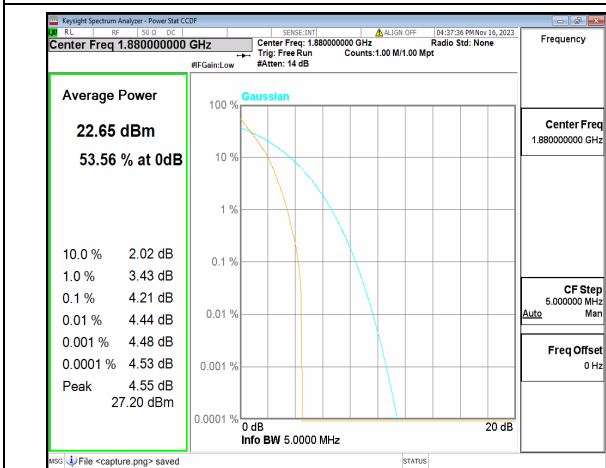 Keysight Spectrum Analyzer - Power Stat CCDF
RL RF 50 Ω DC SENSE:INT ALIGN OFF 04:37:36 PM Nov 16, 2023
Center Freq 1.880000000 GHz
Center Freq: 1.880000000 GHz Radio Std: None
Trig: Free Run Counts:1.00 M/1.00 Mpt
#IFGain:Low #Atten: 14 dB
Frequency
Average Power
22.65 dBm
53.56 % at 0dB
10.0 % 2.02 dB
1.0 % 3.43 dB
0.1 % 4.21 dB
0.01 % 4.44 dB
0.001 % 4.48 dB
0.0001 % 4.53 dB
Peak 4.55 dB
27.20 dBm
Gaussian
100 %
10 %
1 %
0.1 %
0.01 %
0.001 %
0.0001 %
0 dB 20 dB
Info BW 5.0000 MHz
Center Freq
1.880000000 GHz
CF Step
5.000000 MHz
Auto Man
Freq Offset
0 Hz
MSG File <capture.png> saved STATUS